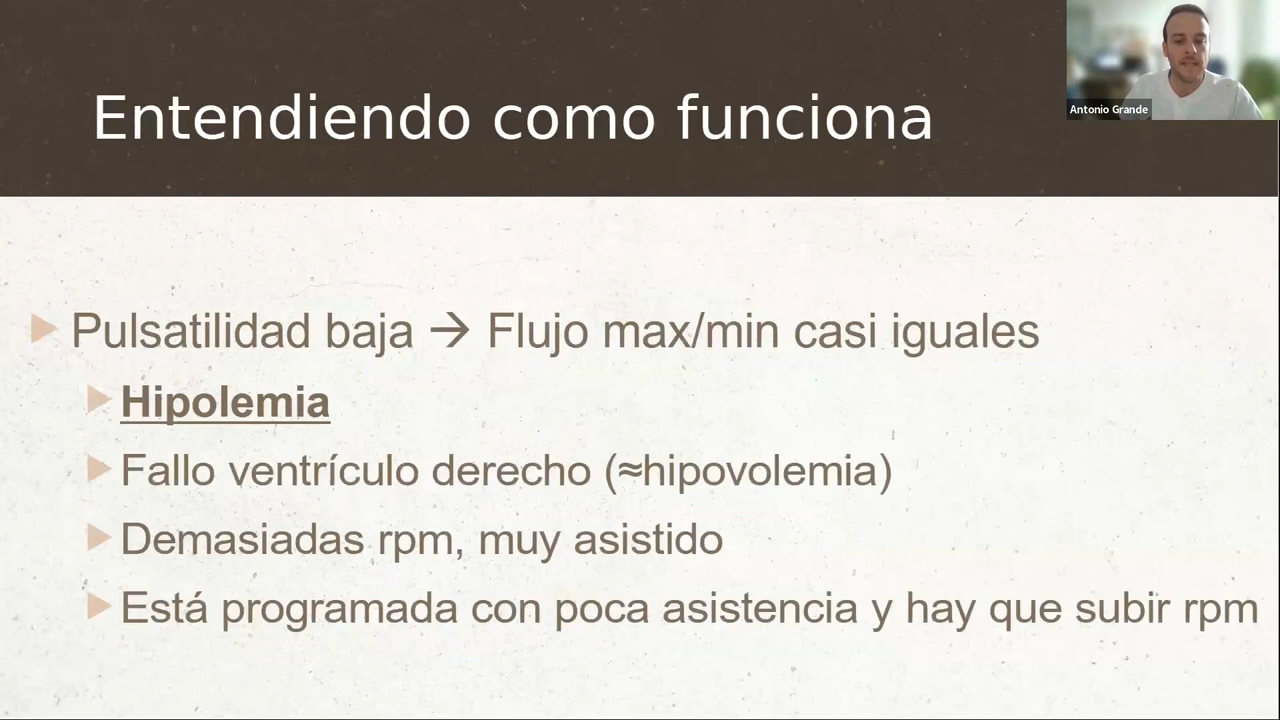 Entendiendo como funciona
Antonio Grande
Pulsatilidad baja → Flujo max/min casi iguales
Hipolemia
Fallo ventrículo derecho (≈hipovolemia)
Demasiadas rpm, muy asistido
Está programada con poca asistencia y hay que subir rpm